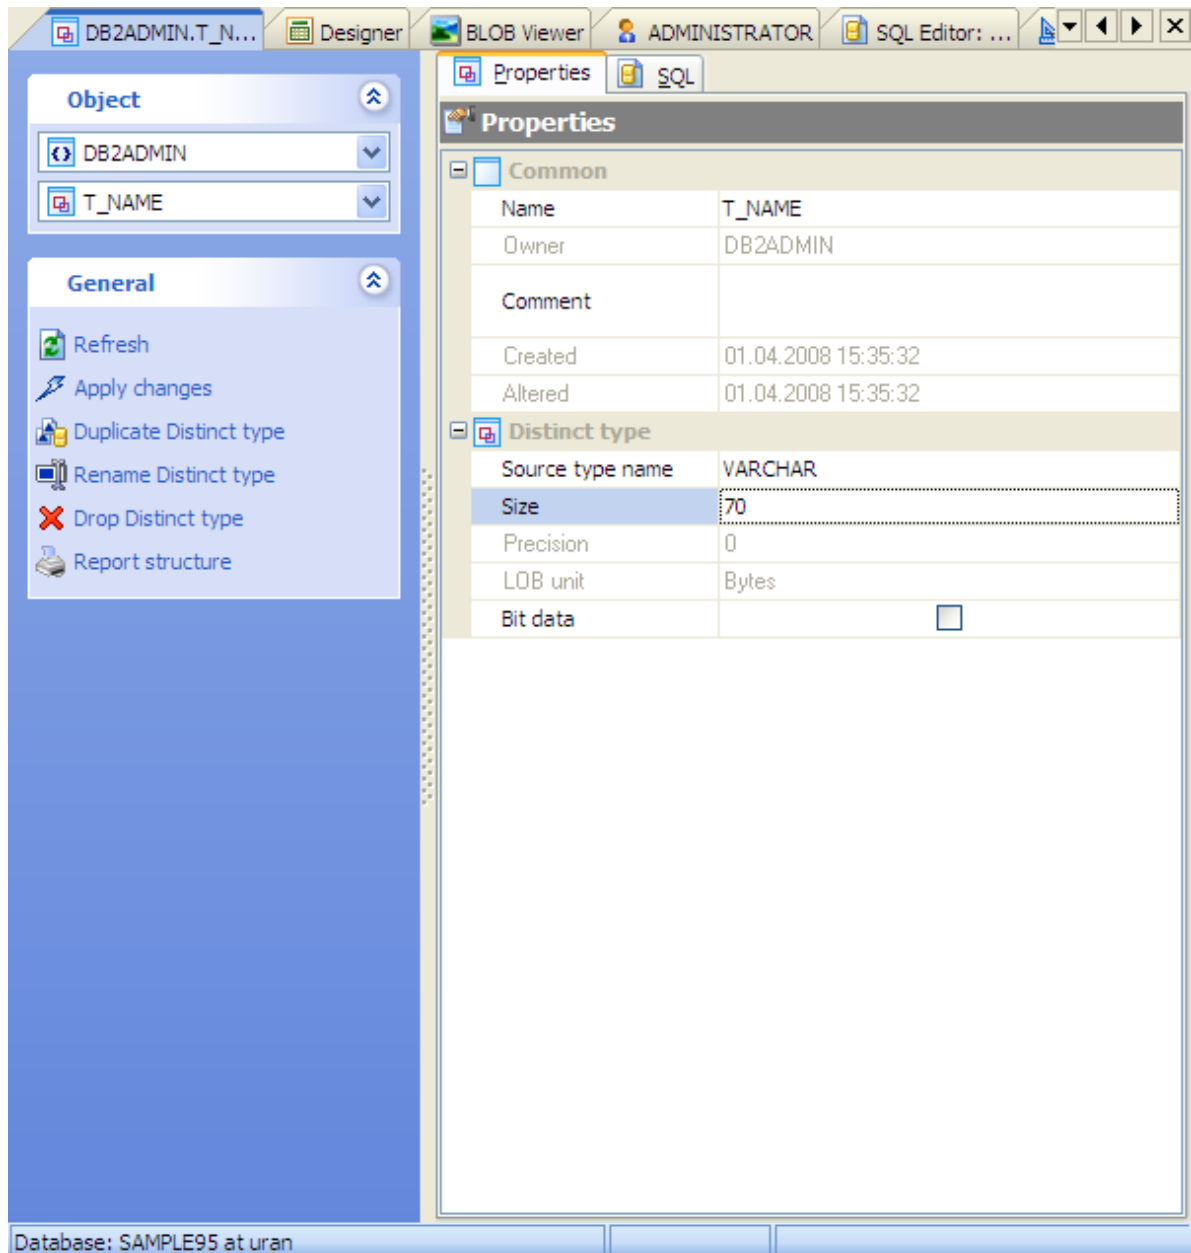 DB2ADMIN.T_N... Designer BLOB Viewer ADMINISTRATOR SQL Editor: ...
Object
DB2ADMIN
T_NAME
General
Refresh
Apply changes
Duplicate Distinct type
Rename Distinct type
Drop Distinct type
Report structure
Properties SQL
Properties
Common
Name T_NAME
Owner DB2ADMIN
Comment
Created 01.04.2008 15:35:32
Altered 01.04.2008 15:35:32
Distinct type
Source type name VARCHAR
Size 70
Precision 0
LOB unit Bytes
Bit data
Database: SAMPLE95 at uran